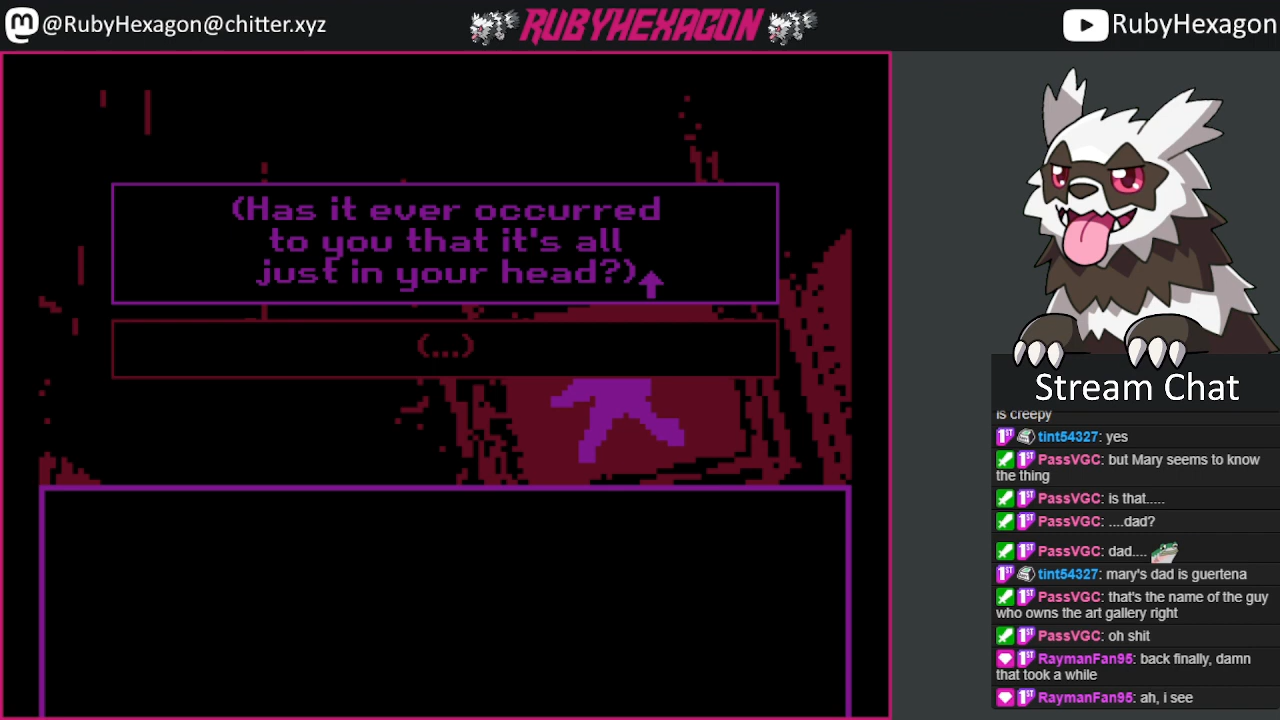 @RubyHexagon@chitter.xyz
RUBYHEXAGON
RubyHexagon
(Has it ever occurred
to you that it's all
just in your head?)
(...)
Stream Chat
is creepy
tint54327: yes
PassVGC: but Mary seems to know
the thing
PassVGC: is that.....
PassVGC: ....dad?
PassVGC: dad....
tint54327: mary's dad is guertena
PassVGC: that's the name of the guy
who owns the art gallery right
PassVGC: oh shit
RaymanFan95: back finally, damn
that took a while
RaymanFan95: ah, i see